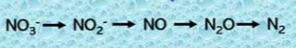 NO₃⁻ → NO₂⁻ → NO → N₂O → N₂